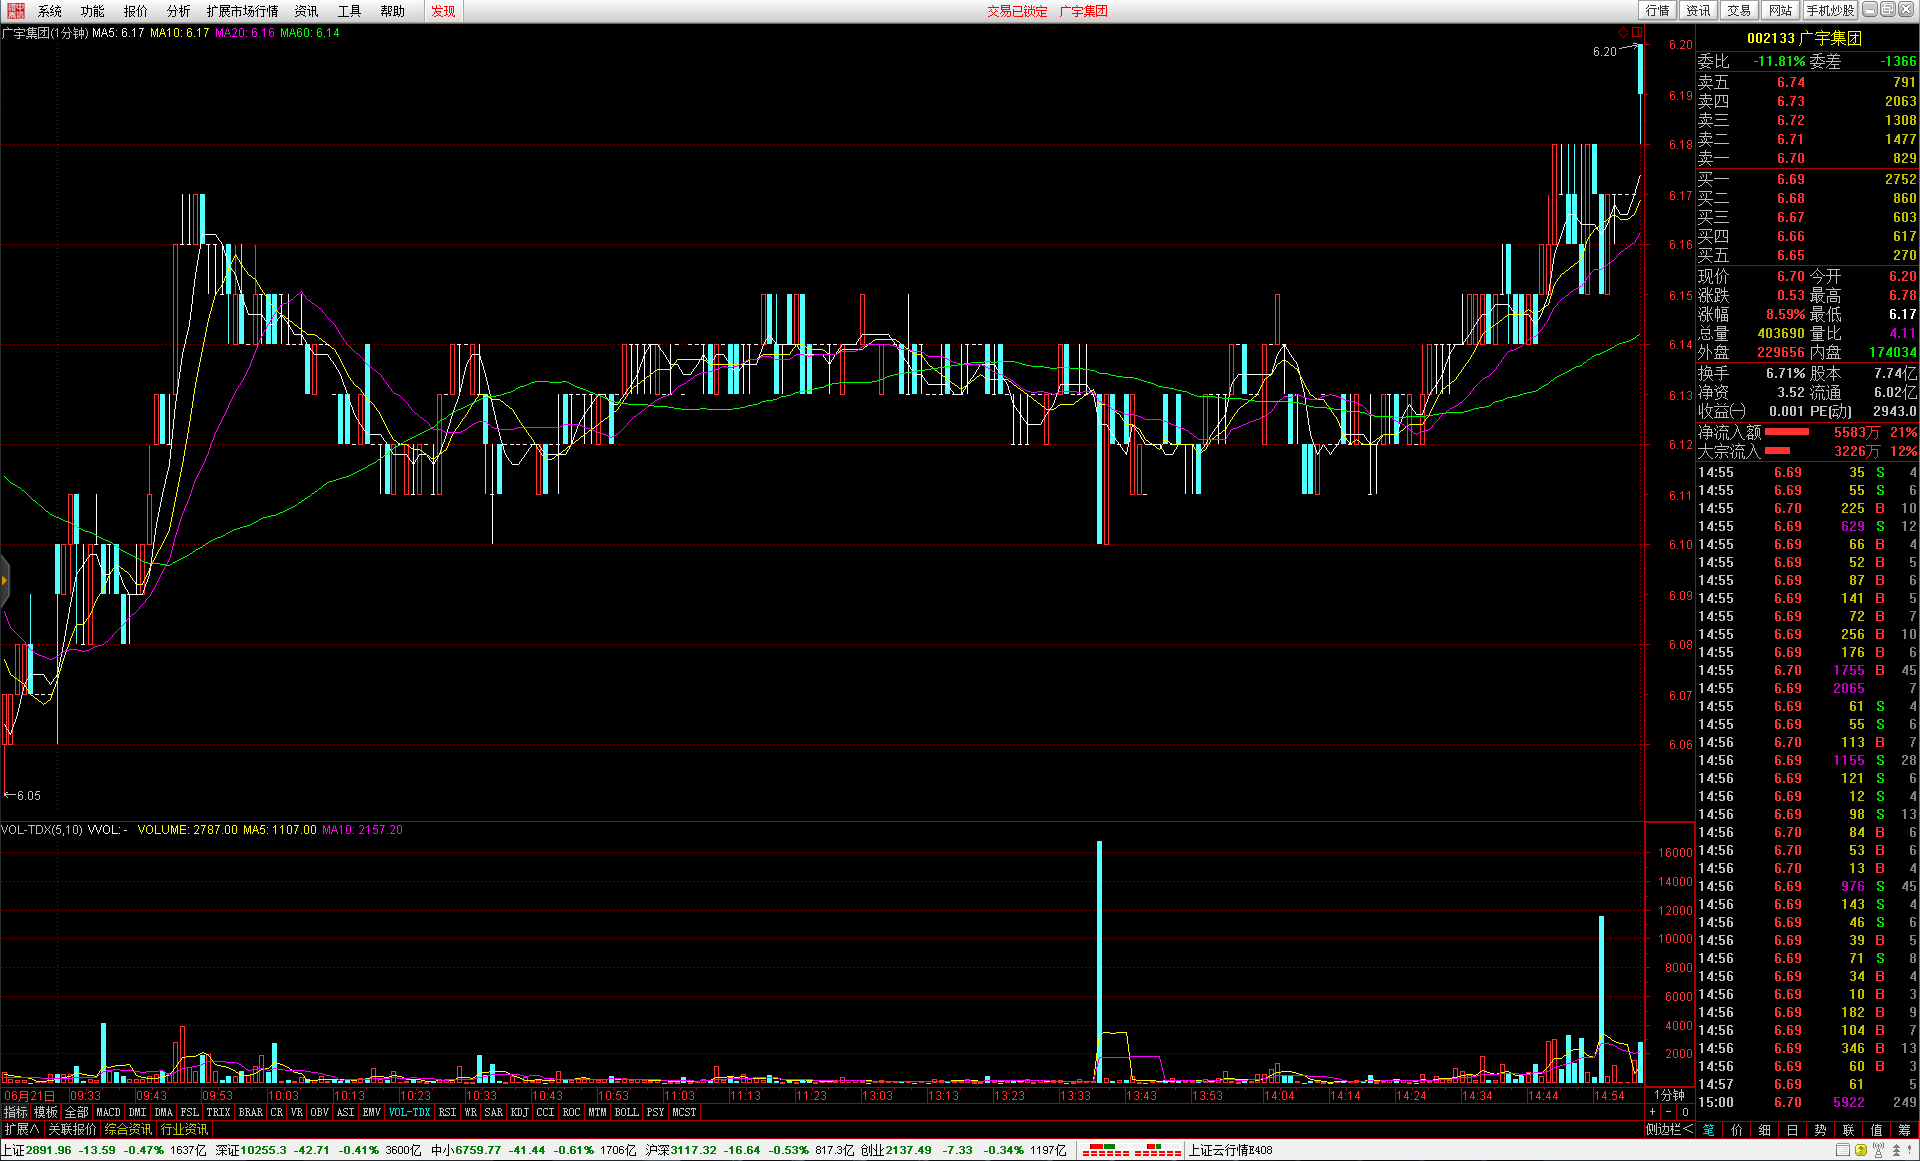 系统 功能 报价 分析 扩展市场行情 资讯 工具 帮助 发现 交易已锁定 广宇集团 行情 资讯 交易 网站 手机炒股
广宇集团(1分钟) MA5: 6.17 MA10: 6.17 MA20: 6.16 MA60: 6.14
6.20
6.05
6.20
6.19
6.18
6.17
6.16
6.15
6.14
6.13
6.12
6.11
6.10
6.09
6.08
6.07
6.06
VOL-TDX(5,10) VVOL: - VOLUME: 2787.00 MA5: 1107.00 MA10: 2157.20
16000
14000
12000
10000
8000
6000
4000
2000
06月21日 09:33 09:43 09:53 10:03 10:13 10:23 10:33 10:43 10:53 11:03 11:13 11:23 13:03 13:13 13:23 13:33 13:43 13:53 14:04 14:14 14:24 14:34 14:44 14:54 1分钟
指标 模板 全部 MACD DMI DMA FSL TRIX BRAR CR VR OBV ASI EMV VOL-TDX RSI WR SAR KDJ CCI ROC MTM BOLL PSY MCST + - 0
扩展∧ 关联报价 综合资讯 行业资讯 侧边栏< 笔 价 细 日 势 联 值 筹
002133 广宇集团
委比 -11.81% 委差 -1366
卖五 6.74 791
卖四 6.73 2063
卖三 6.72 1308
卖二 6.71 1477
卖一 6.70 829
买一 6.69 2752
买二 6.68 860
买三 6.67 603
买四 6.66 617
买五 6.65 270
现价 6.70 今开 6.20
涨跌 0.53 最高 6.78
涨幅 8.59% 最低 6.17
总量 403690 量比 4.11
外盘 229656 内盘 174034
换手 6.71% 股本 7.74亿
净资 3.52 流通 6.02亿
收益(一) 0.001 PE(动) 2943.0
净流入额 5583万 21%
大宗流入 3226万 12%
14:55 6.69 35 S 4
14:55 6.69 55 S 6
14:55 6.70 225 B 10
14:55 6.69 629 S 12
14:55 6.69 66 B 4
14:55 6.69 52 B 5
14:55 6.69 87 B 6
14:55 6.69 141 B 5
14:55 6.69 72 B 7
14:55 6.69 256 B 10
14:55 6.69 176 B 6
14:55 6.70 1755 B 45
14:55 6.69 2065 7
14:55 6.69 61 S 4
14:55 6.69 55 S 6
14:56 6.70 113 B 7
14:56 6.69 1155 S 28
14:56 6.69 121 S 6
14:56 6.69 12 S 4
14:56 6.69 98 S 13
14:56 6.70 84 B 6
14:56 6.70 53 B 6
14:56 6.70 13 B 4
14:56 6.69 976 S 45
14:56 6.69 143 S 4
14:56 6.69 46 S 6
14:56 6.69 39 B 5
14:56 6.69 71 S 8
14:56 6.69 34 B 4
14:56 6.69 10 B 3
14:56 6.69 182 B 9
14:56 6.69 104 B 7
14:56 6.69 346 B 13
14:56 6.69 60 B 3
14:57 6.69 61 5
15:00 6.70 5922 249
上证2891.96 -13.59 -0.47% 1637亿 深证10255.3 -42.71 -0.41% 3600亿 中小6759.77 -41.44 -0.61% 1706亿 沪深3117.32 -16.64 -0.53% 817.3亿 创业2137.49 -7.33 -0.34% 1197亿 上证云行情E408